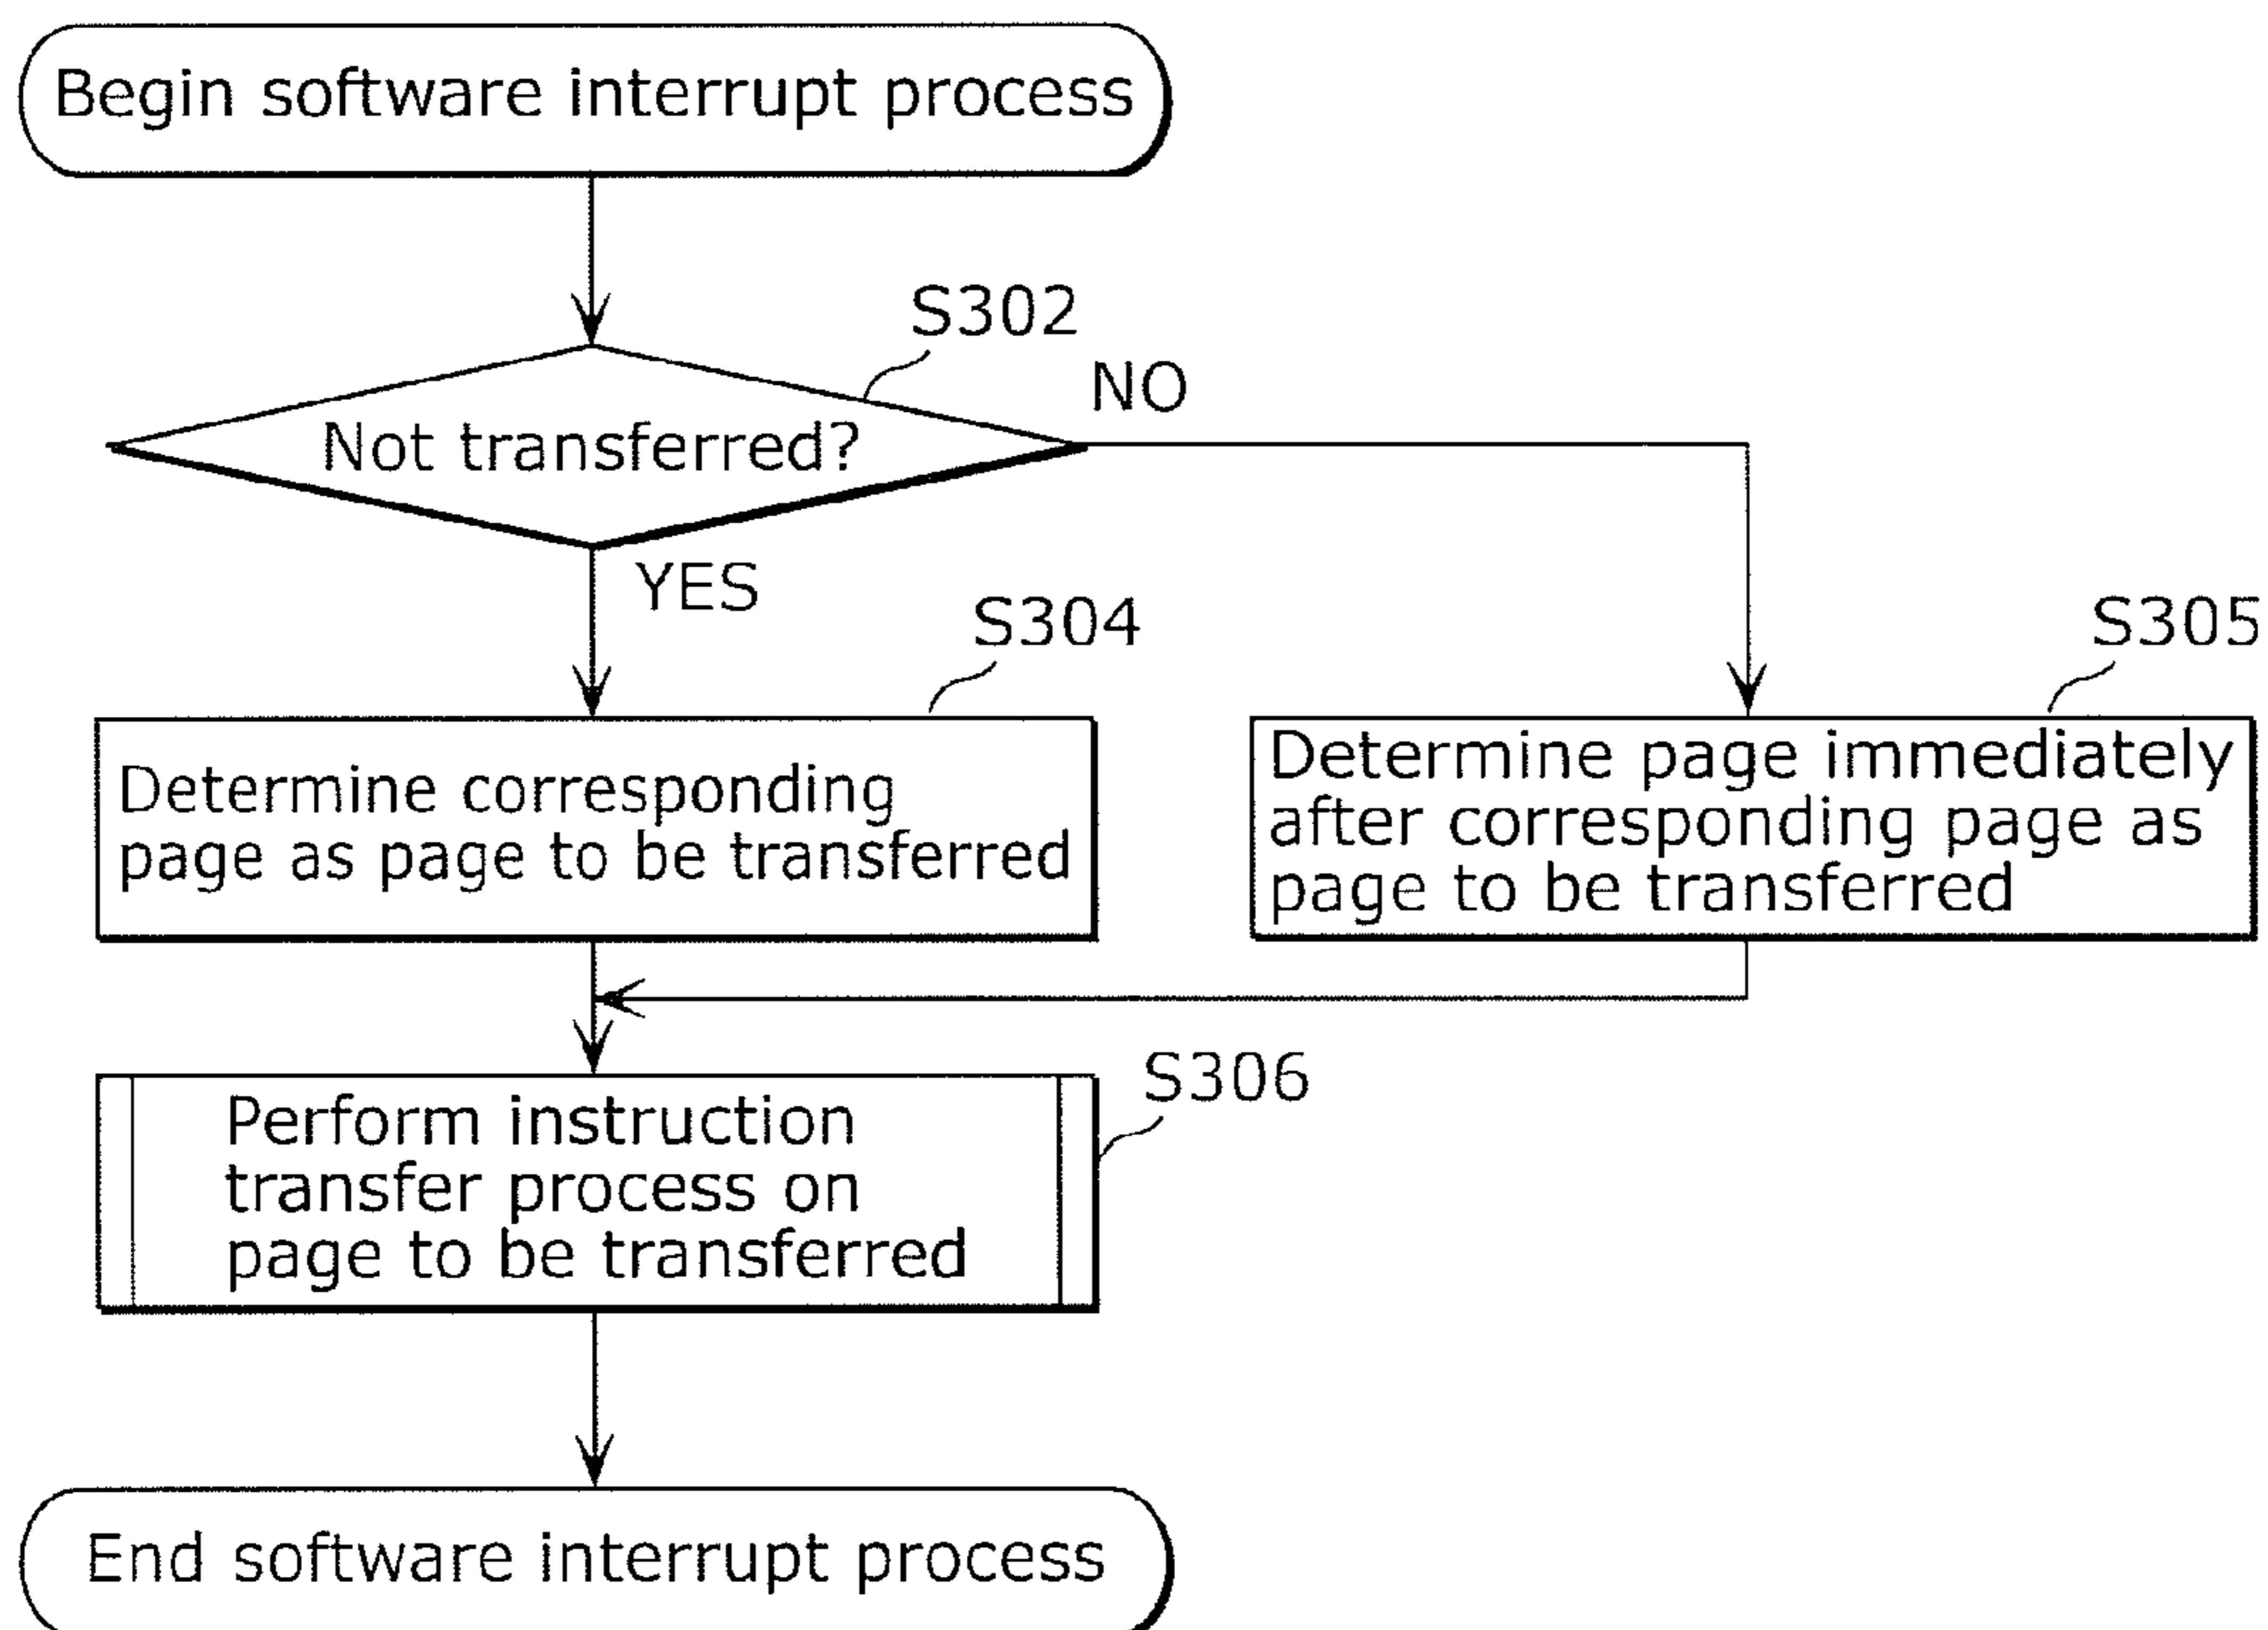 Begin software interrupt process
S302
NO
Not transferred?
YES
S304
S305
Determine corresponding
page as page to be transferred
Determine page immediately
after corresponding page as
page to be transferred
S306
Perform instruction
transfer process on
page to be transferred
End software interrupt process